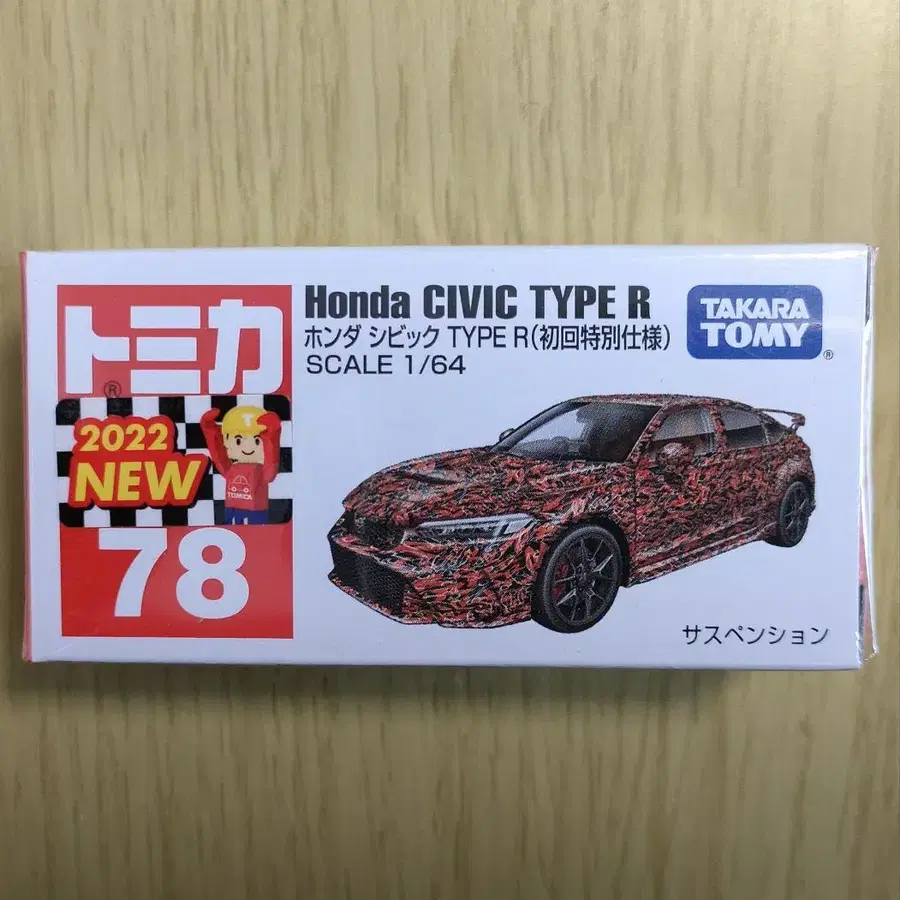 トミカ
®
2022
NEW
T
TOMICA
78
Honda CIVIC TYPE R
ホンダ シビック TYPE R(初回特別仕様)
SCALE 1/64
TAKARA
TOMY
®
サスペンション